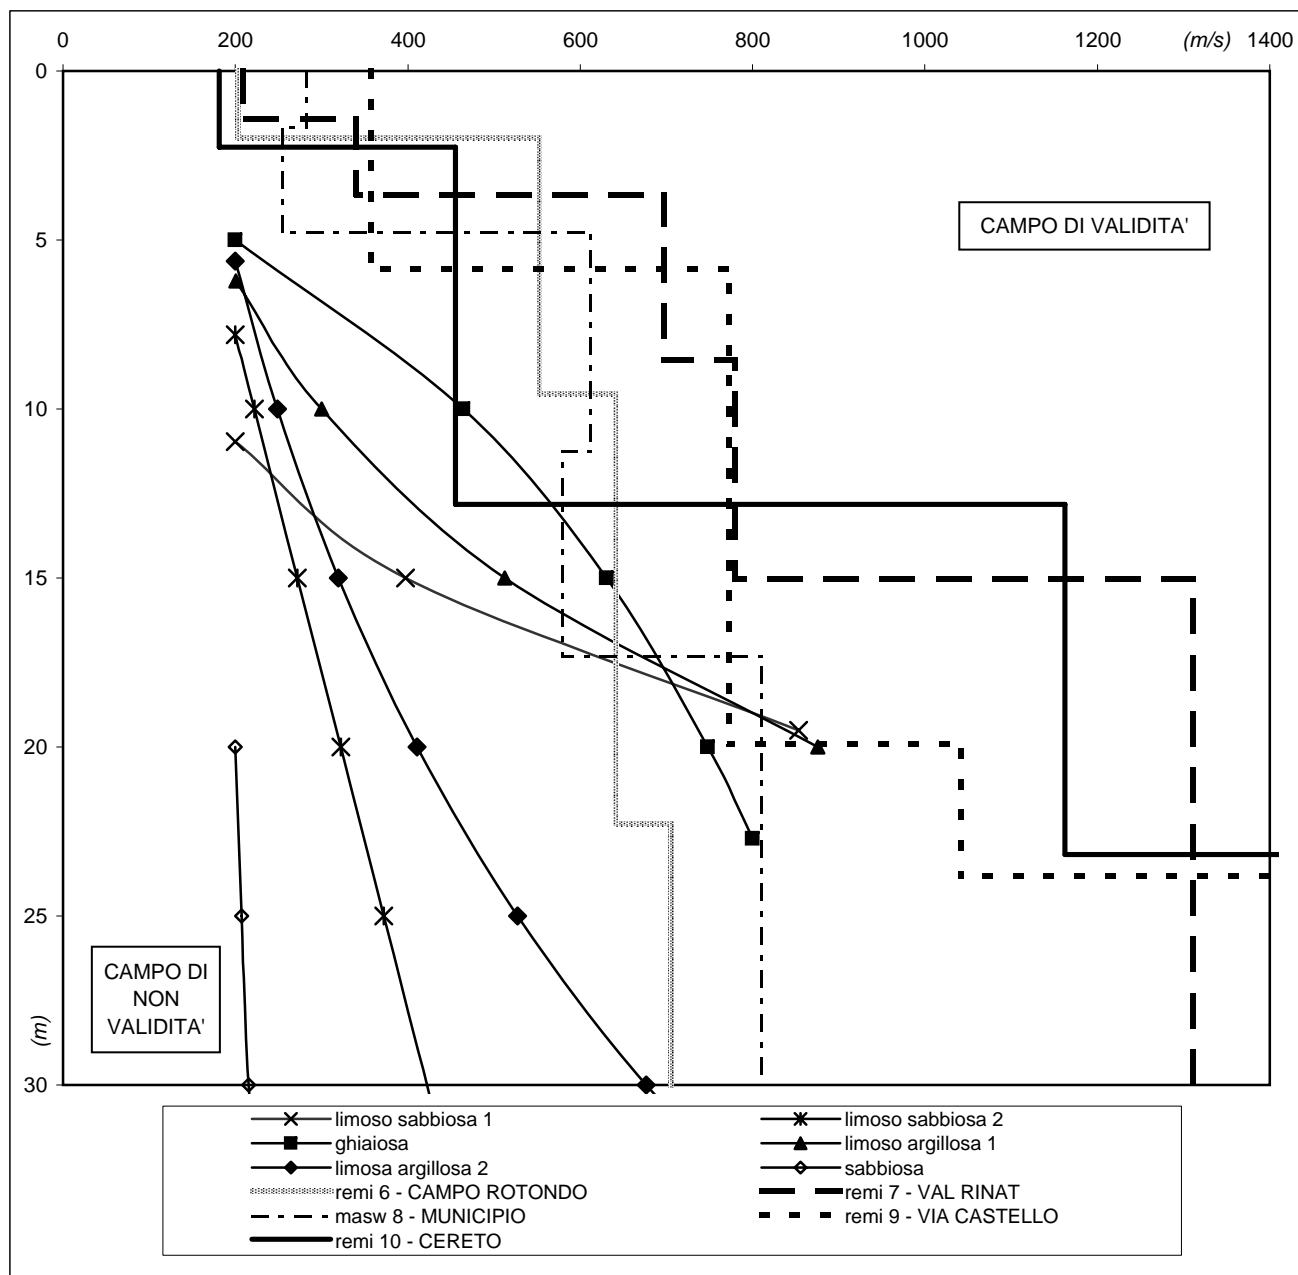 0 200 400 600 800 1000 1200 (m/s) 1400
0
CAMPO DI VALIDITA'
5
10
15
20
25
CAMPO DI
NON
VALIDITA'
(m)
30
limoso sabbiosa 1 limoso sabbiosa 2
ghiaiosa limoso argillosa 1
limosa argillosa 2 sabbiosa
remi 6 - CAMPO ROTONDO remi 7 - VAL RINAT
masw 8 - MUNICIPIO remi 9 - VIA CASTELLO
remi 10 - CERETO